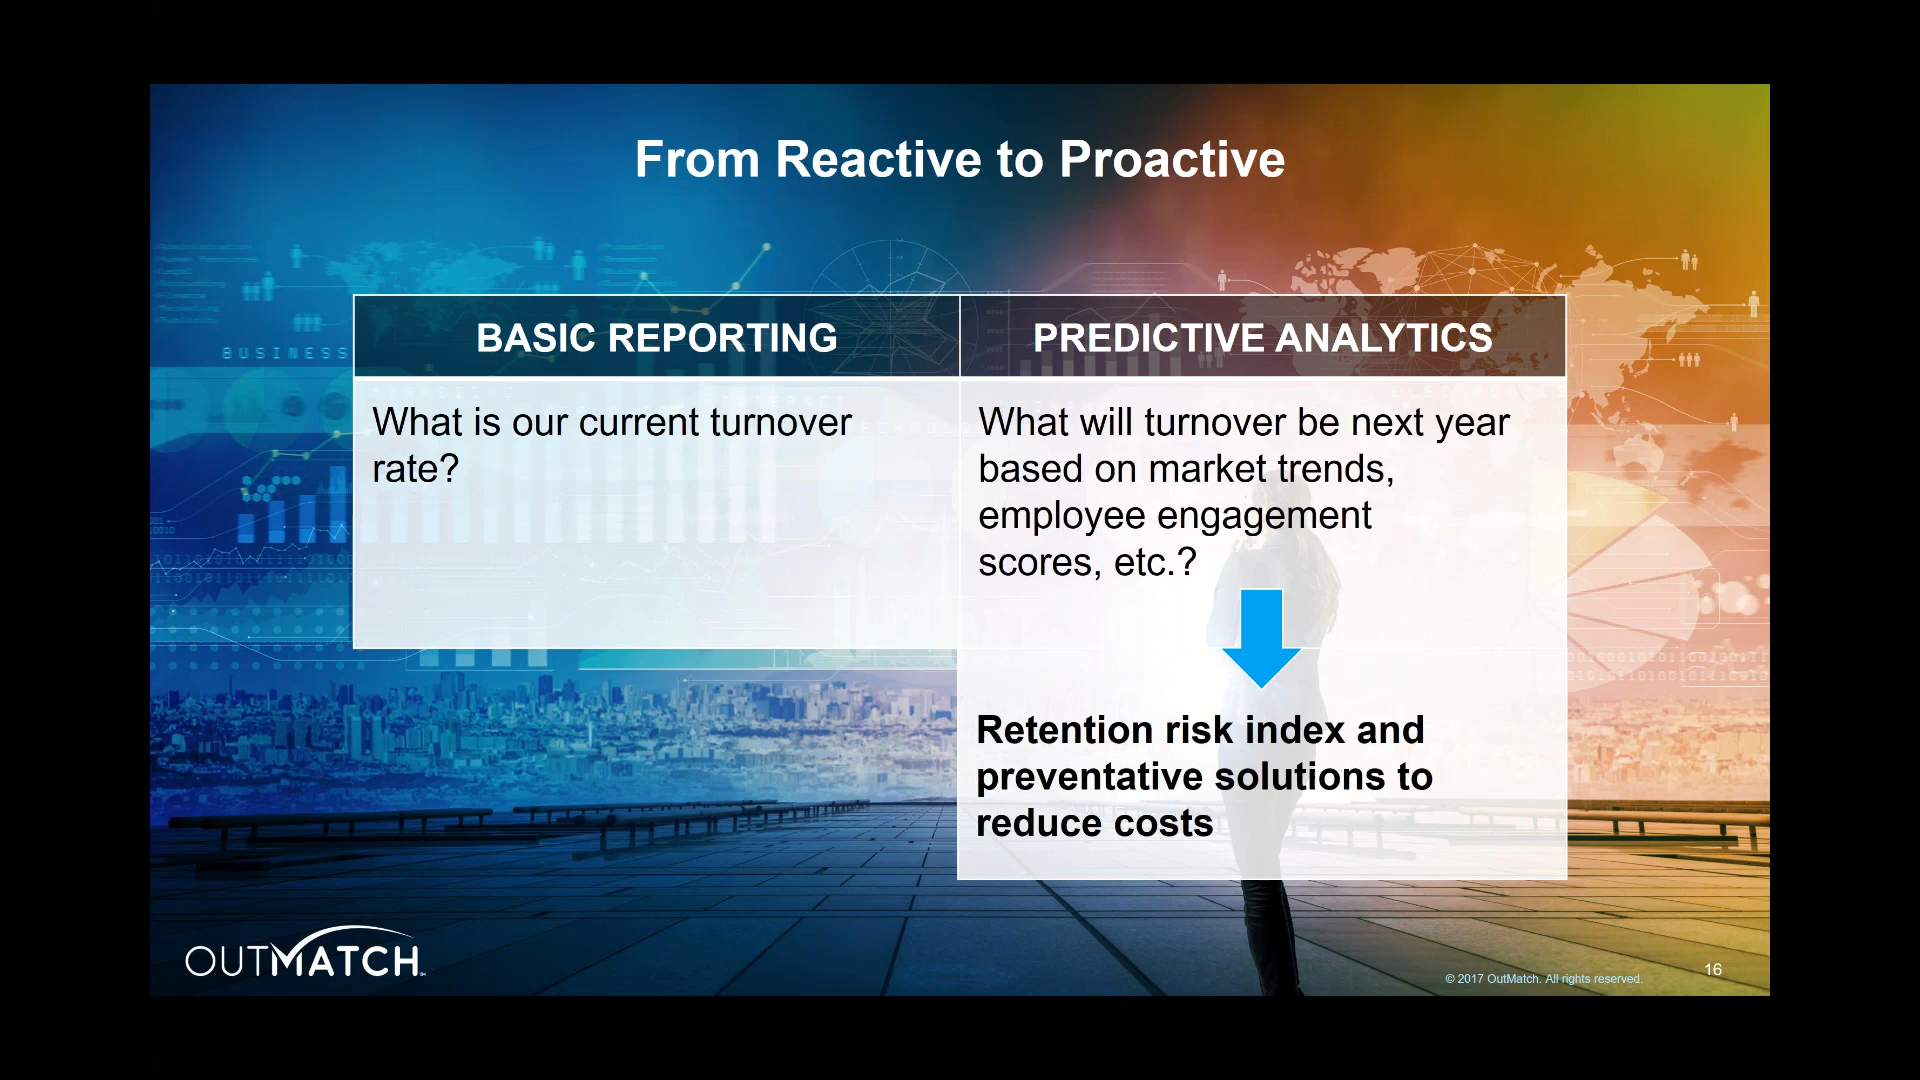 From Reactive to Proactive
BUSINESS
BASIC REPORTING
PREDICTIVE ANALYTICS
What is our current turnover
rate?
What will turnover be next year
based on market trends,
employee engagement
scores, etc.?
Retention risk index and
preventative solutions to
reduce costs
OUTMATCH
© 2017 OutMatch. All rights reserved.
16